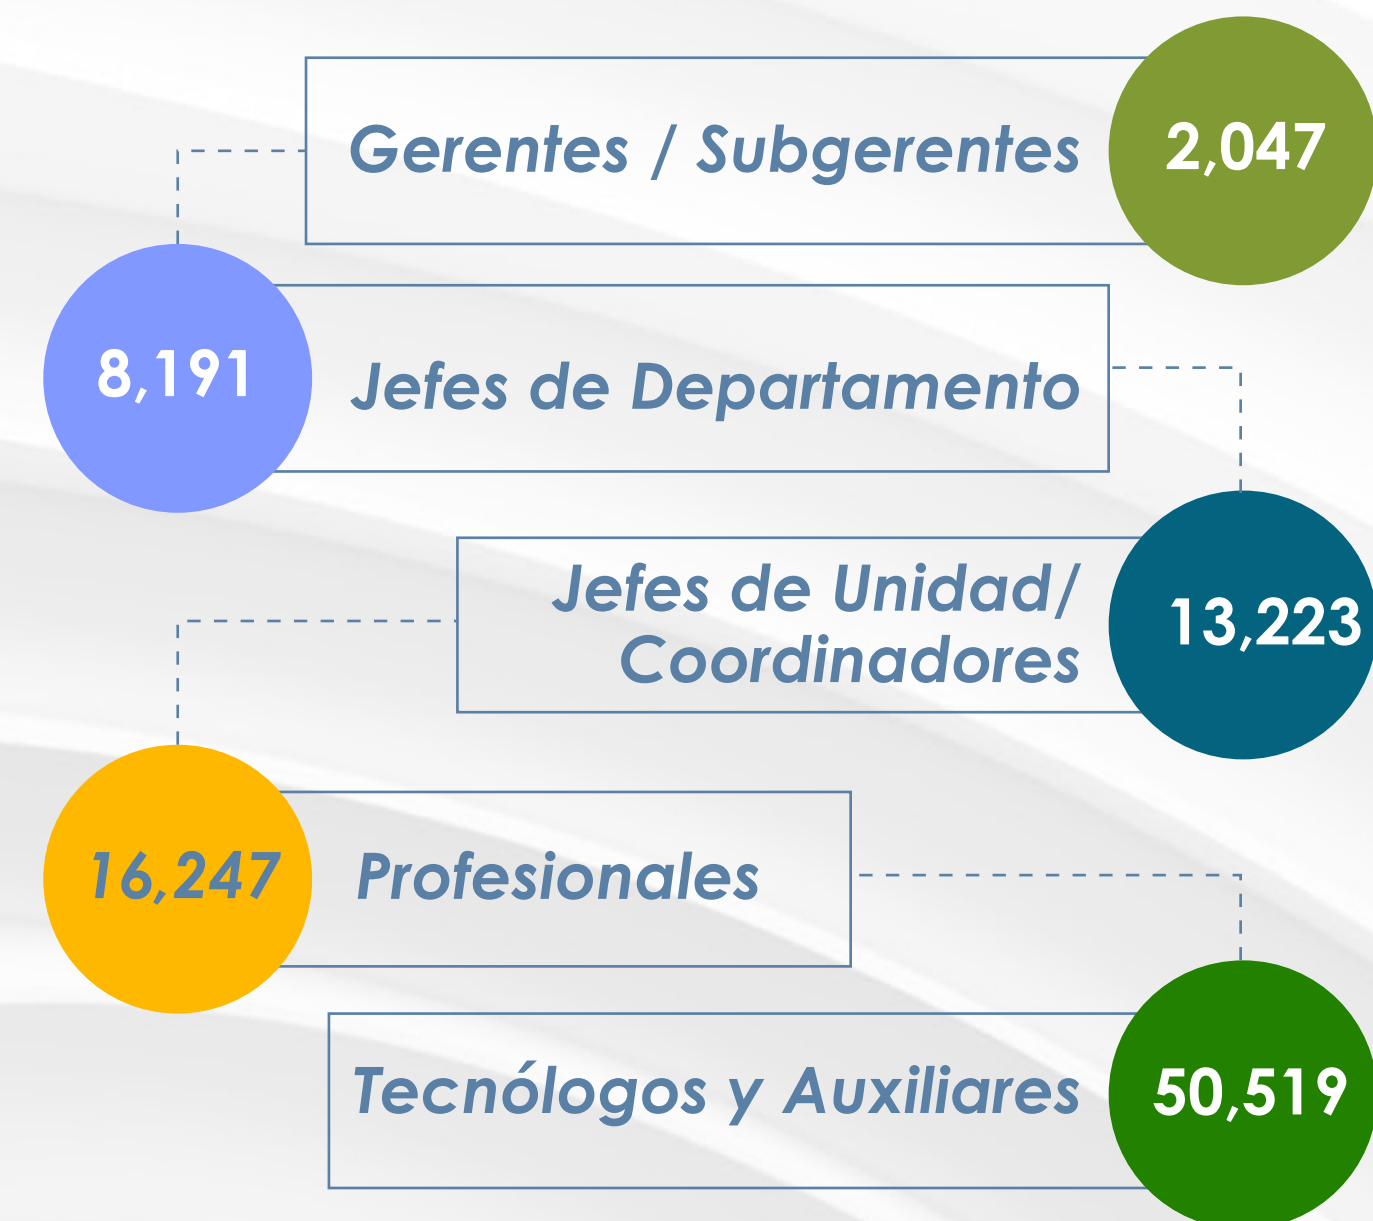 Gerentes / Subgerentes
2,047
8,191
Jefes de Departamento
Jefes de Unidad/
Coordinadores
13,223
16,247
Profesionales
Tecnólogos y Auxiliares
50,519